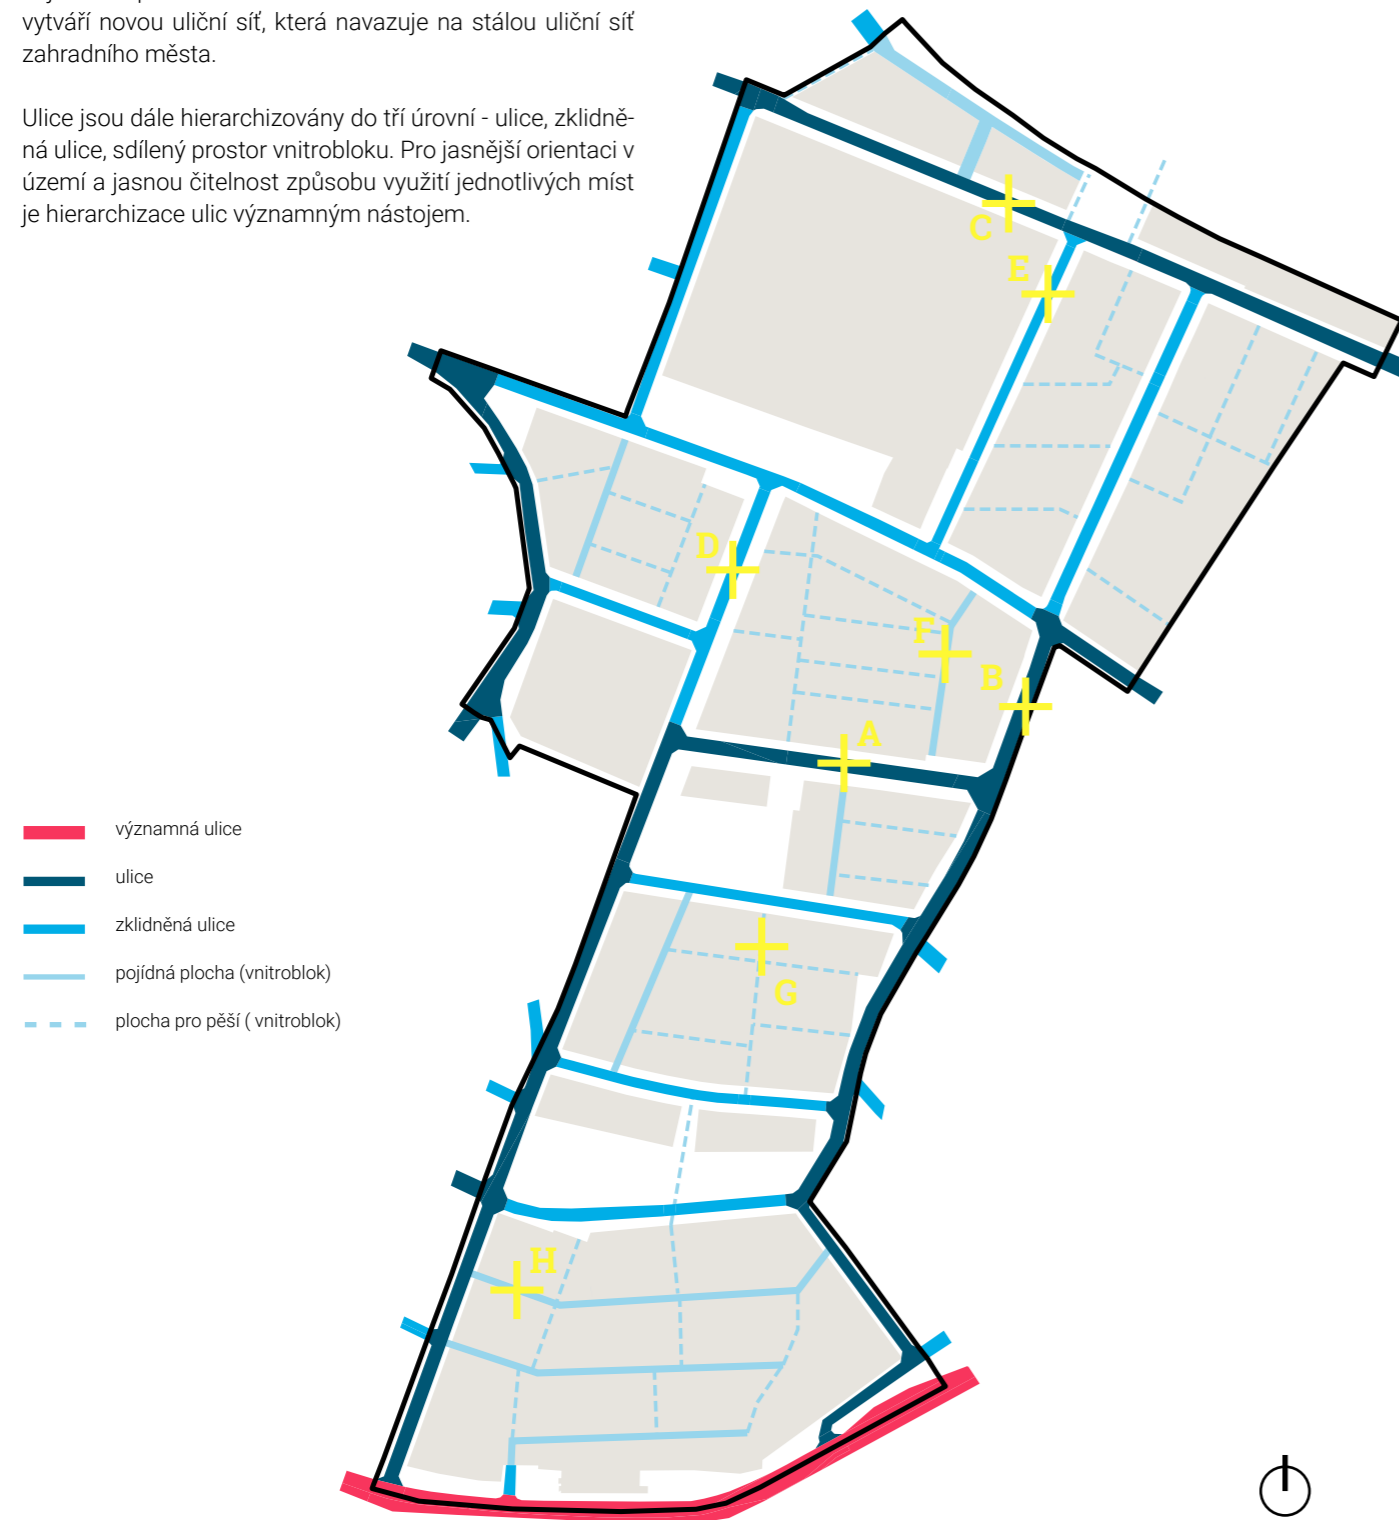 vytváří novou uliční síť, která navazuje na stálou uliční síť
zahradního města.
Ulice jsou dále hierarchizovány do tří úrovní - ulice, zklidně-
ná ulice, sdílený prostor vnitrobloku. Pro jasnější orientaci v
území a jasnou čitelnost způsobu využití jednotlivých míst
je hierarchizace ulic významným nástojem.
C
E
D
F
B
A
G
H
významná ulice
ulice
zklidněná ulice
pojídná plocha (vnitroblok)
plocha pro pěší ( vnitroblok)